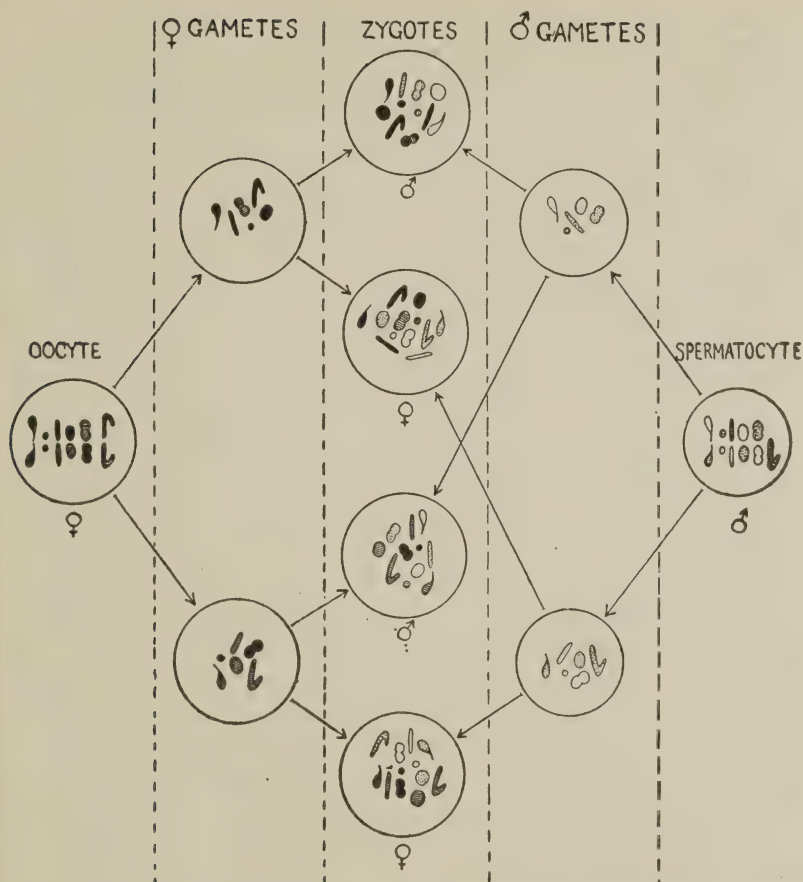 ♀ GAMETES ZYGOTES ♂ GAMETES
♂
♀
OOCYTE SPERMATOCYTE
♀ ♂
♂
♀